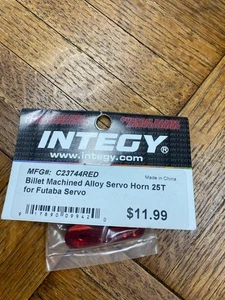 INTEGY®
www.integy.com
MFG#: C23744RED
Made in China
Billet Machined Alloy Servo Horn 25T
for Futaba Servo
$11.99